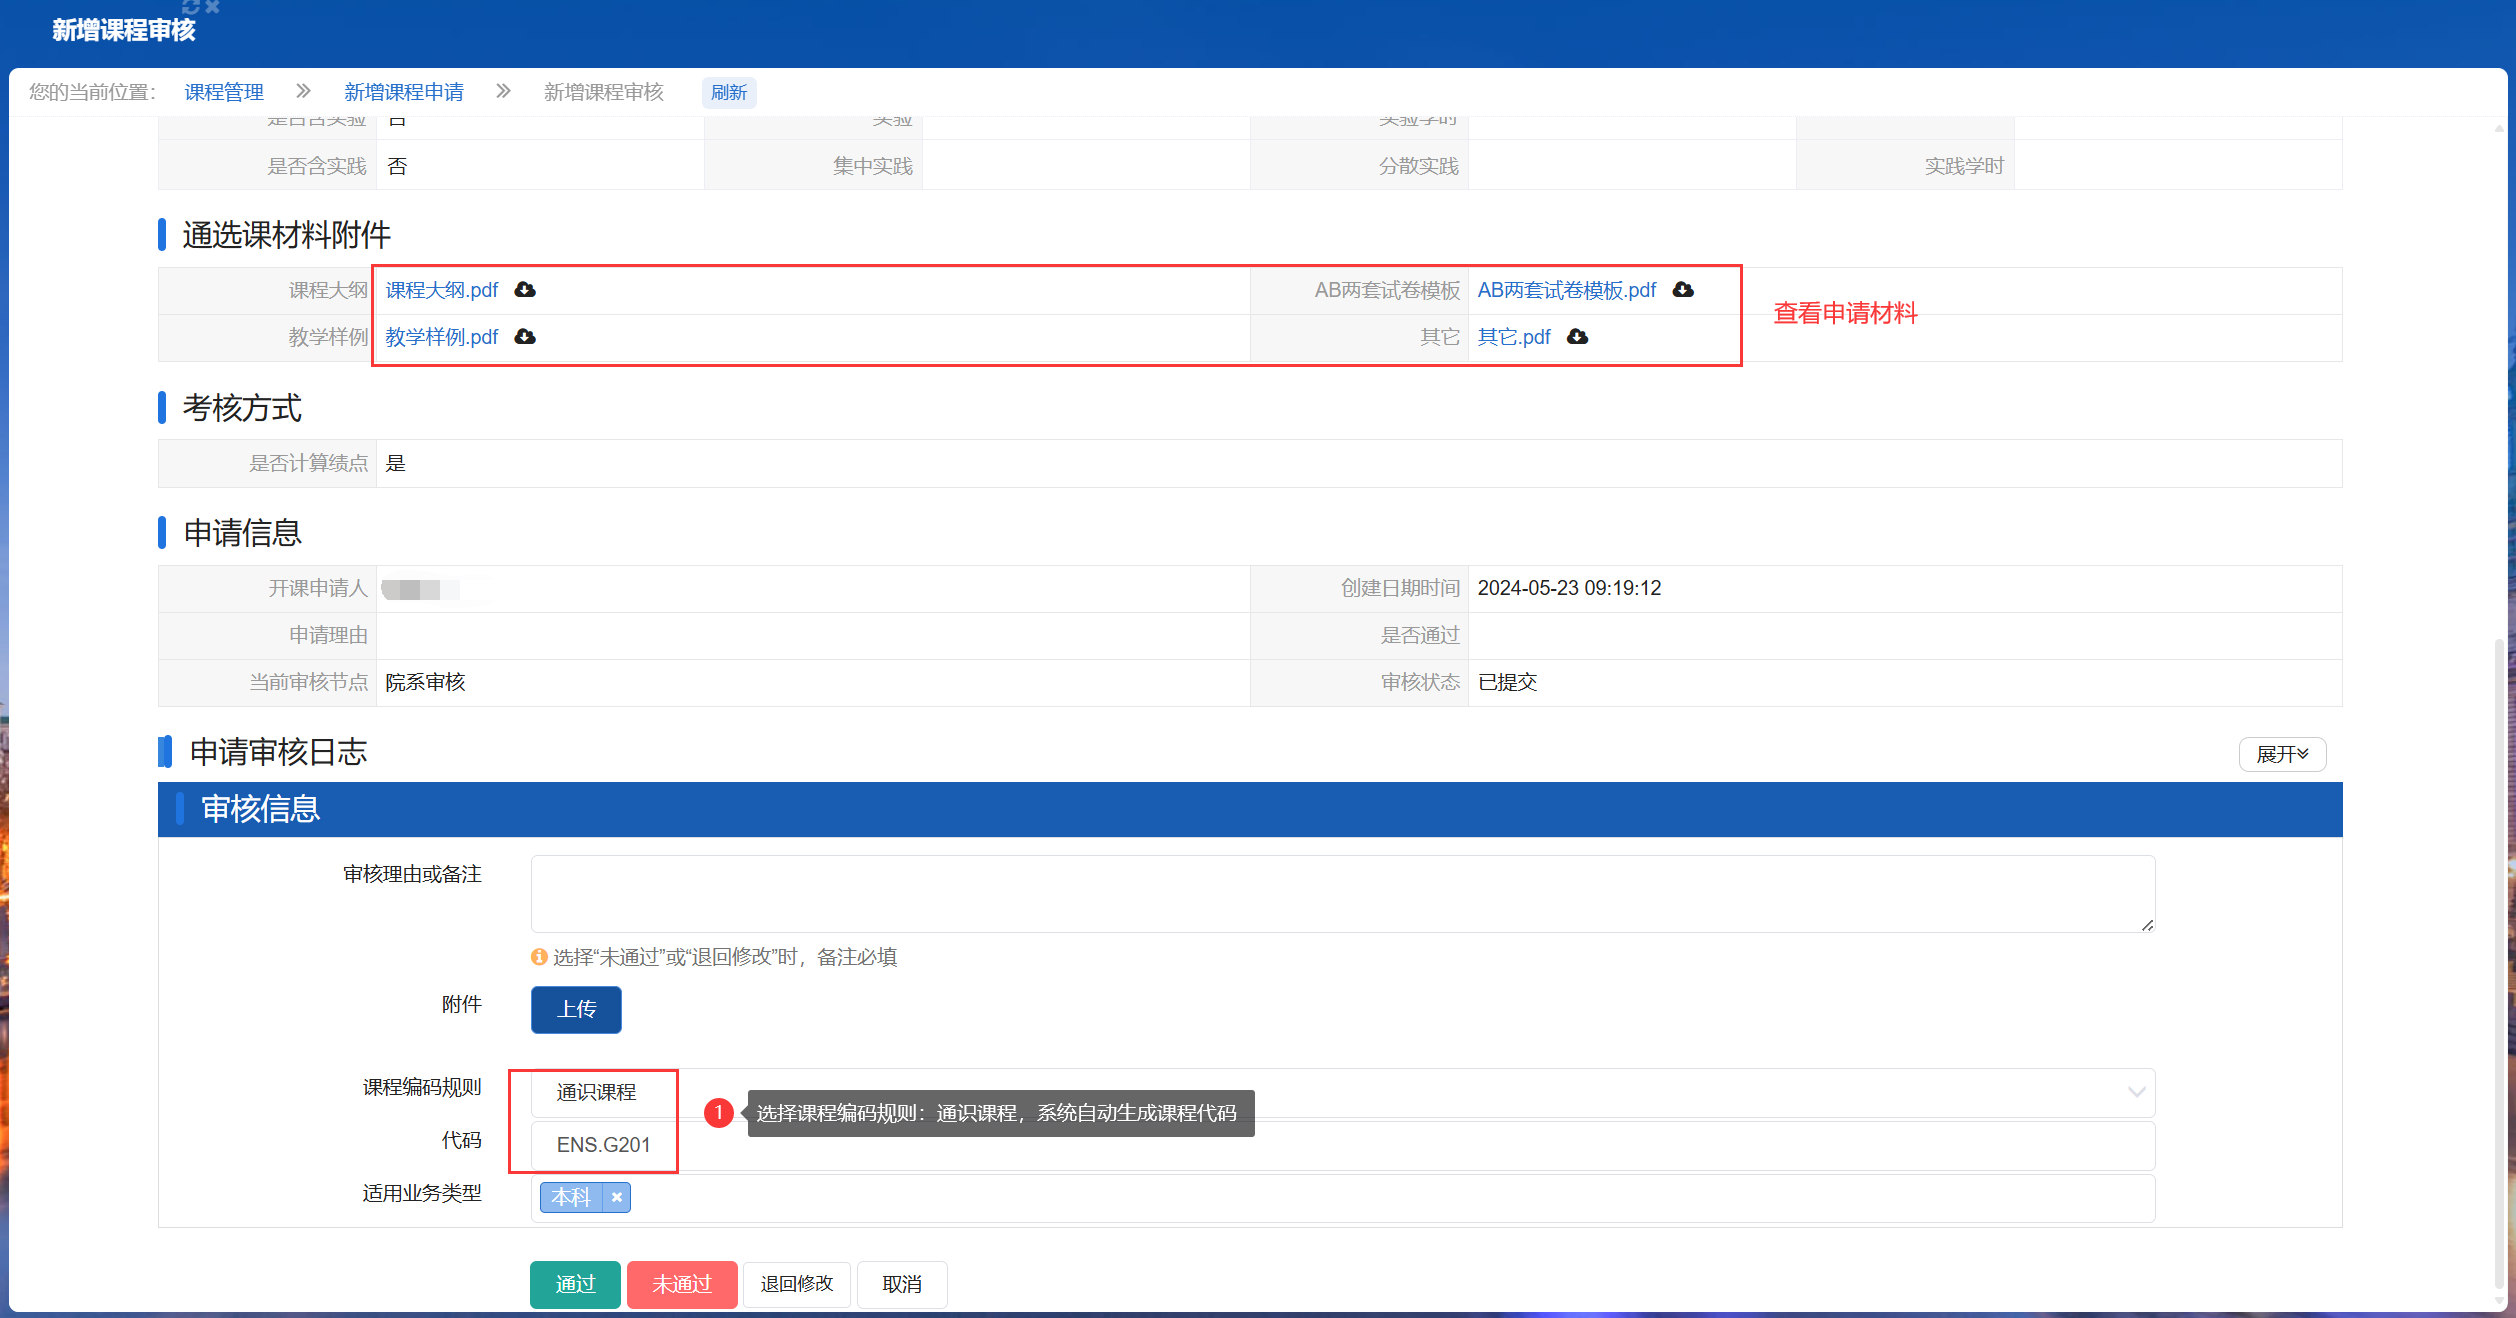 新增课程审核
您的当前位置： 课程管理 新增课程申请 新增课程审核 刷新
是否含实验 否 实验 实验学时
是否含实践 否 集中实践 分散实践 实践学时
通选课材料附件
课程大纲 课程大纲.pdf AB两套试卷模板 AB两套试卷模板.pdf
查看申请材料
教学样例 教学样例.pdf 其它 其它.pdf
考核方式
是否计算绩点 是
申请信息
开课申请人 创建日期时间 2024-05-23 09:19:12
申请理由 是否通过
当前审核节点 院系审核 审核状态 已提交
申请审核日志 展开
审核信息
审核理由或备注
选择“未通过”或“退回修改”时，备注必填
附件 上传
课程编码规则 通识课程
1 选择课程编码规则：通识课程，系统自动生成课程代码
代码 ENS.G201
适用业务类型 本科 ×
通过 未通过 退回修改 取消